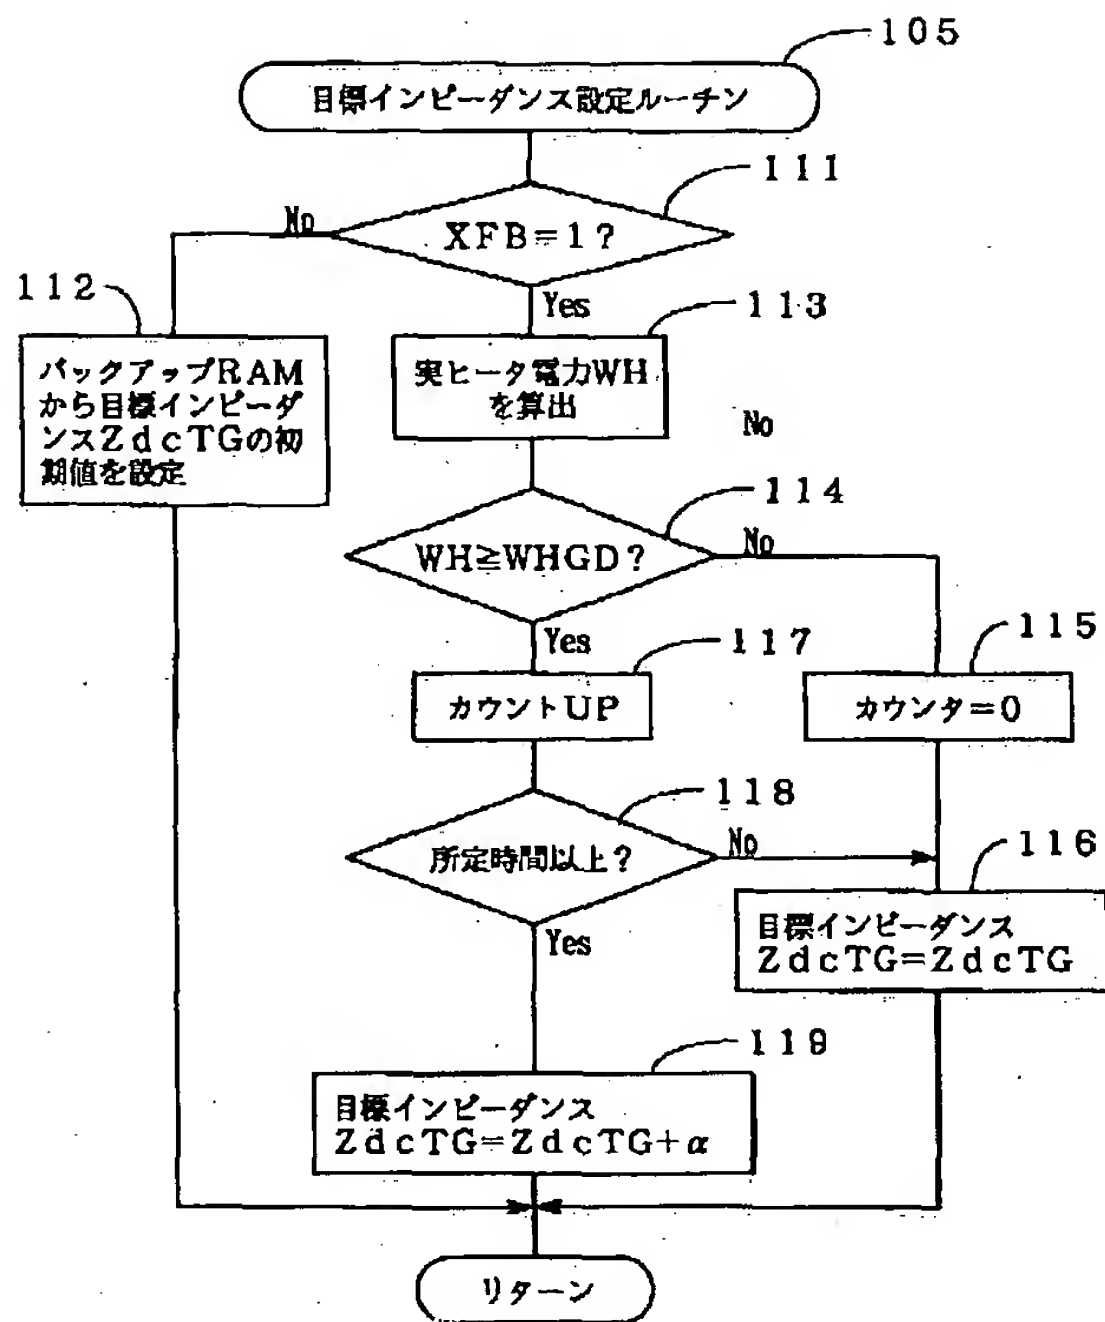 105
目標インピーダンス設定ルーチン
111
No
XFB=1?
112
Yes
113
バックアップRAM
から目標インピーダ
ンスZdcTGの初
期値を設定
実ヒータ電力WH
を算出
No
114
WH≧WHGD?
No
Yes
117
115
カウントUP
カウンタ=0
118
所定時間以上?
No
116
Yes
目標インピーダンス
ZdcTG=ZdcTG
119
目標インピーダンス
ZdcTG=ZdcTG+α
リターン